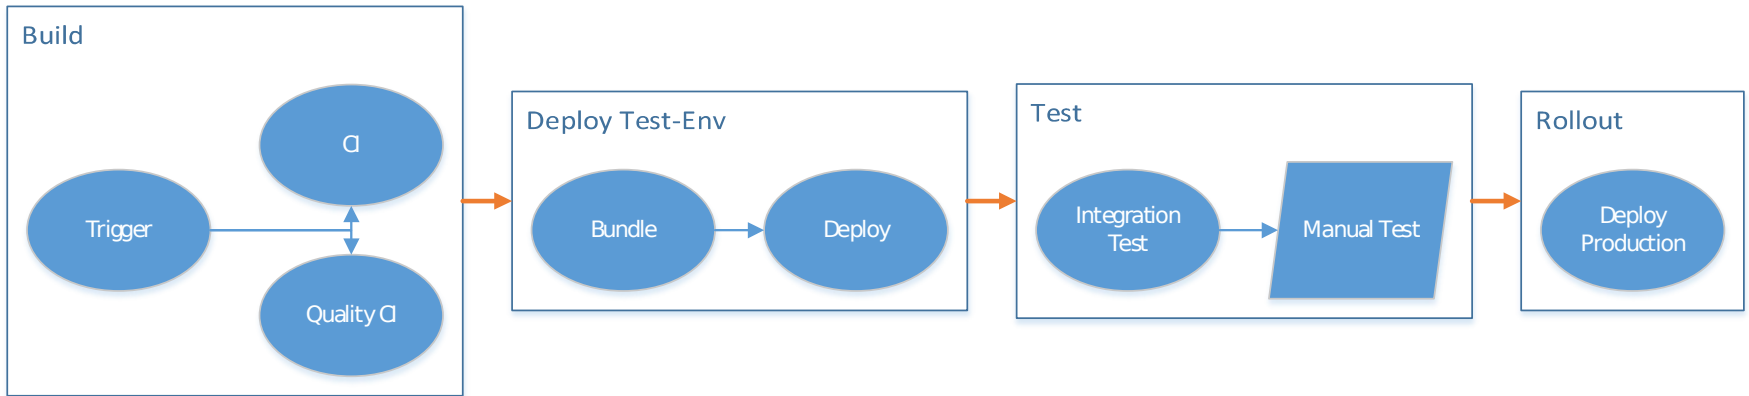 Build
CI
Trigger
Quality CI
Deploy Test-Env
Bundle
Deploy
Test
Integration
Test
Manual Test
Rollout
Deploy
Production